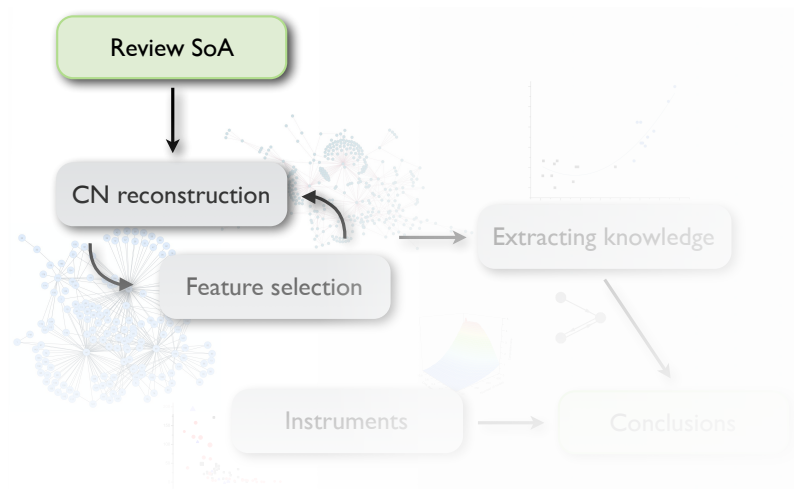 Review SoA
CN reconstruction
Extracting knowledge
Feature selection
Instruments
Conclusions